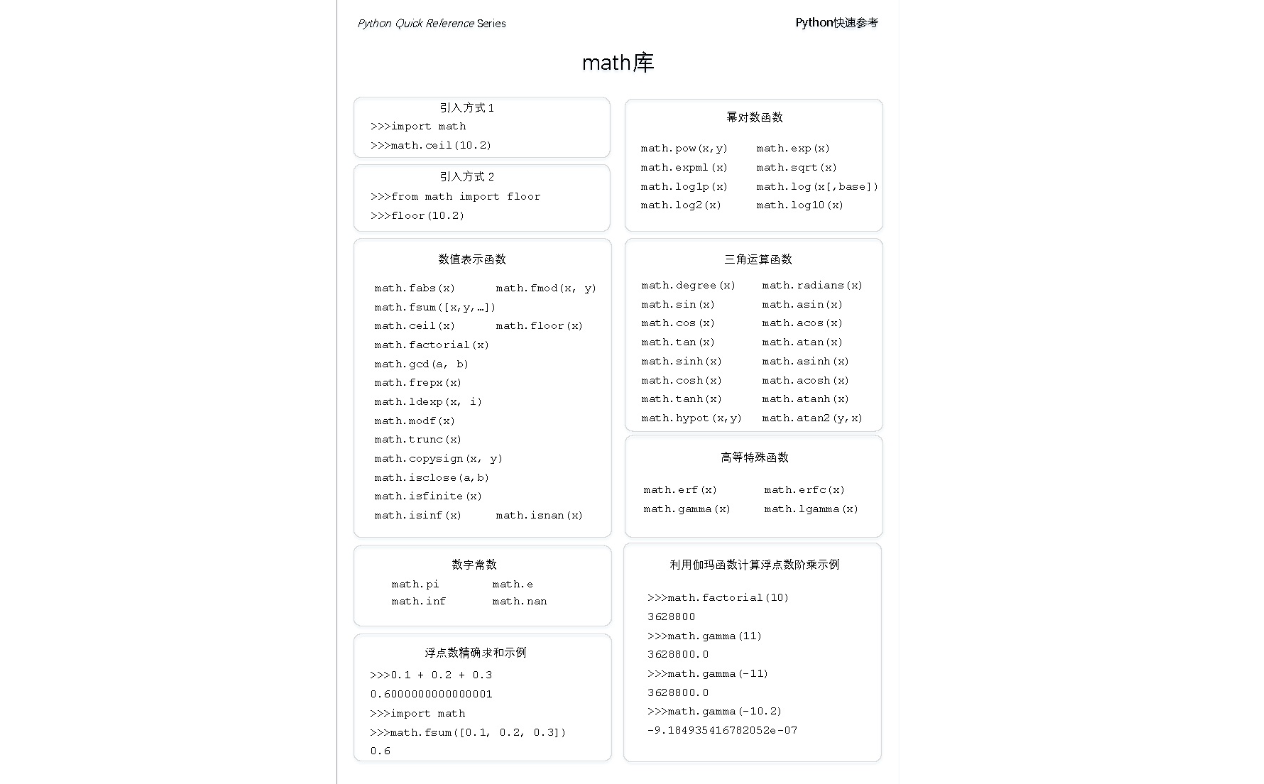 Python Quick Reference Series
Python快速参考
math库
引入方式 1
>>>import math
>>>math.ceil(10.2)
引入方式 2
>>>from math import floor
>>>floor(10.2)
数值表示函数
math.fabs(x) math.fmod(x, y)
math.fsum([x,y,…])
math.ceil(x) math.floor(x)
math.factorial(x)
math.gcd(a, b)
math.frepx(x)
math.ldexp(x, i)
math.modf(x)
math.trunc(x)
math.copysign(x, y)
math.isclose(a,b)
math.isfinite(x)
math.isinf(x) math.isnan(x)
数字常数
math.pi math.e
math.inf math.nan
浮点数精确求和示例
>>>0.1 + 0.2 + 0.3
0.6000000000000001
>>>import math
>>>math.fsum([0.1, 0.2, 0.3])
0.6
幂对数函数
math.pow(x,y) math.exp(x)
math.expml(x) math.sqrt(x)
math.log1p(x) math.log(x[,base])
math.log2(x) math.log10(x)
三角运算函数
math.degree(x) math.radians(x)
math.sin(x) math.asin(x)
math.cos(x) math.acos(x)
math.tan(x) math.atan(x)
math.sinh(x) math.asinh(x)
math.cosh(x) math.acosh(x)
math.tanh(x) math.atanh(x)
math.hypot(x,y) math.atan2(y,x)
高等特殊函数
math.erf(x) math.erfc(x)
math.gamma(x) math.lgamma(x)
利用伽玛函数计算浮点数阶乘示例
>>>math.factorial(10)
3628800
>>>math.gamma(11)
3628800.0
>>>math.gamma(-11)
3628800.0
>>>math.gamma(-10.2)
-9.184935416782052e-07